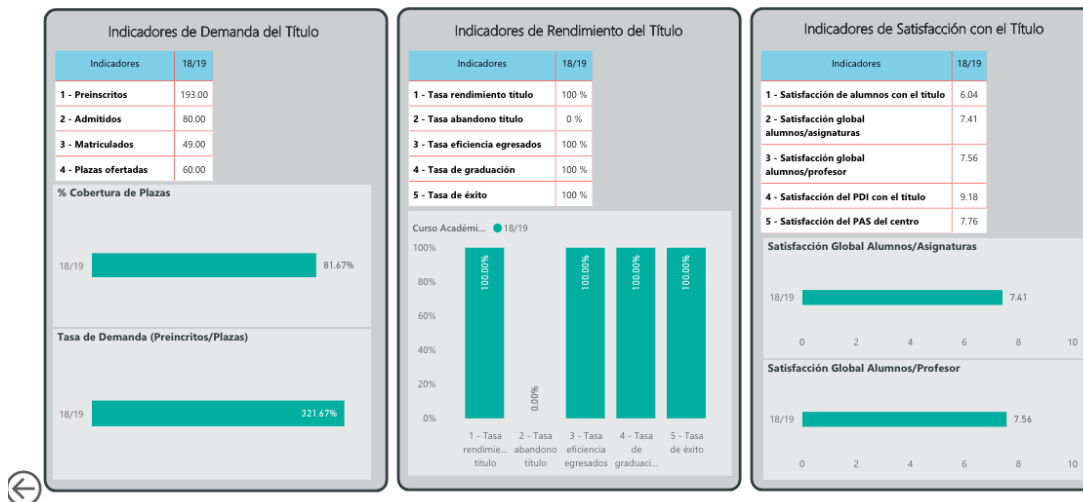 Indicadores de Demanda del Título
Indicadores 18/19
1 - Preinscritos 193.00
2 - Admitidos 80.00
3 - Matriculados 49.00
4 - Plazas ofertadas 60.00
% Cobertura de Plazas
18/19 81.67%
Tasa de Demanda (Preincritos/Plazas)
18/19 321.67%
Indicadores de Rendimiento del Título
Indicadores 18/19
1 - Tasa rendimiento título 100 %
2 - Tasa abandono título 0 %
3 - Tasa eficiencia egresados 100 %
4 - Tasa de graduación 100 %
5 - Tasa de éxito 100 %
Curso Académi... 18/19
100%
80%
60%
40%
20%
0%
100.00% 0.00% 100.00% 100.00% 100.00%
1 - Tasa 2 - Tasa 3 - Tasa 4 - Tasa 5 - Tasa
rendimie... abandono eficiencia de de éxito
título título egresados graduaci...
Indicadores de Satisfacción con el Título
Indicadores 18/19
1 - Satisfacción de alumnos con el título 6.04
2 - Satisfacción global 7.41
alumnos/asignaturas
3 - Satisfacción global 7.56
alumnos/profesor
4 - Satisfacción del PDI con el título 9.18
5 - Satisfacción del PAS del centro 7.76
Satisfacción Global Alumnos/Asignaturas
18/19 7.41
0 2 4 6 8 10
Satisfacción Global Alumnos/Profesor
18/19 7.56
0 2 4 6 8 10